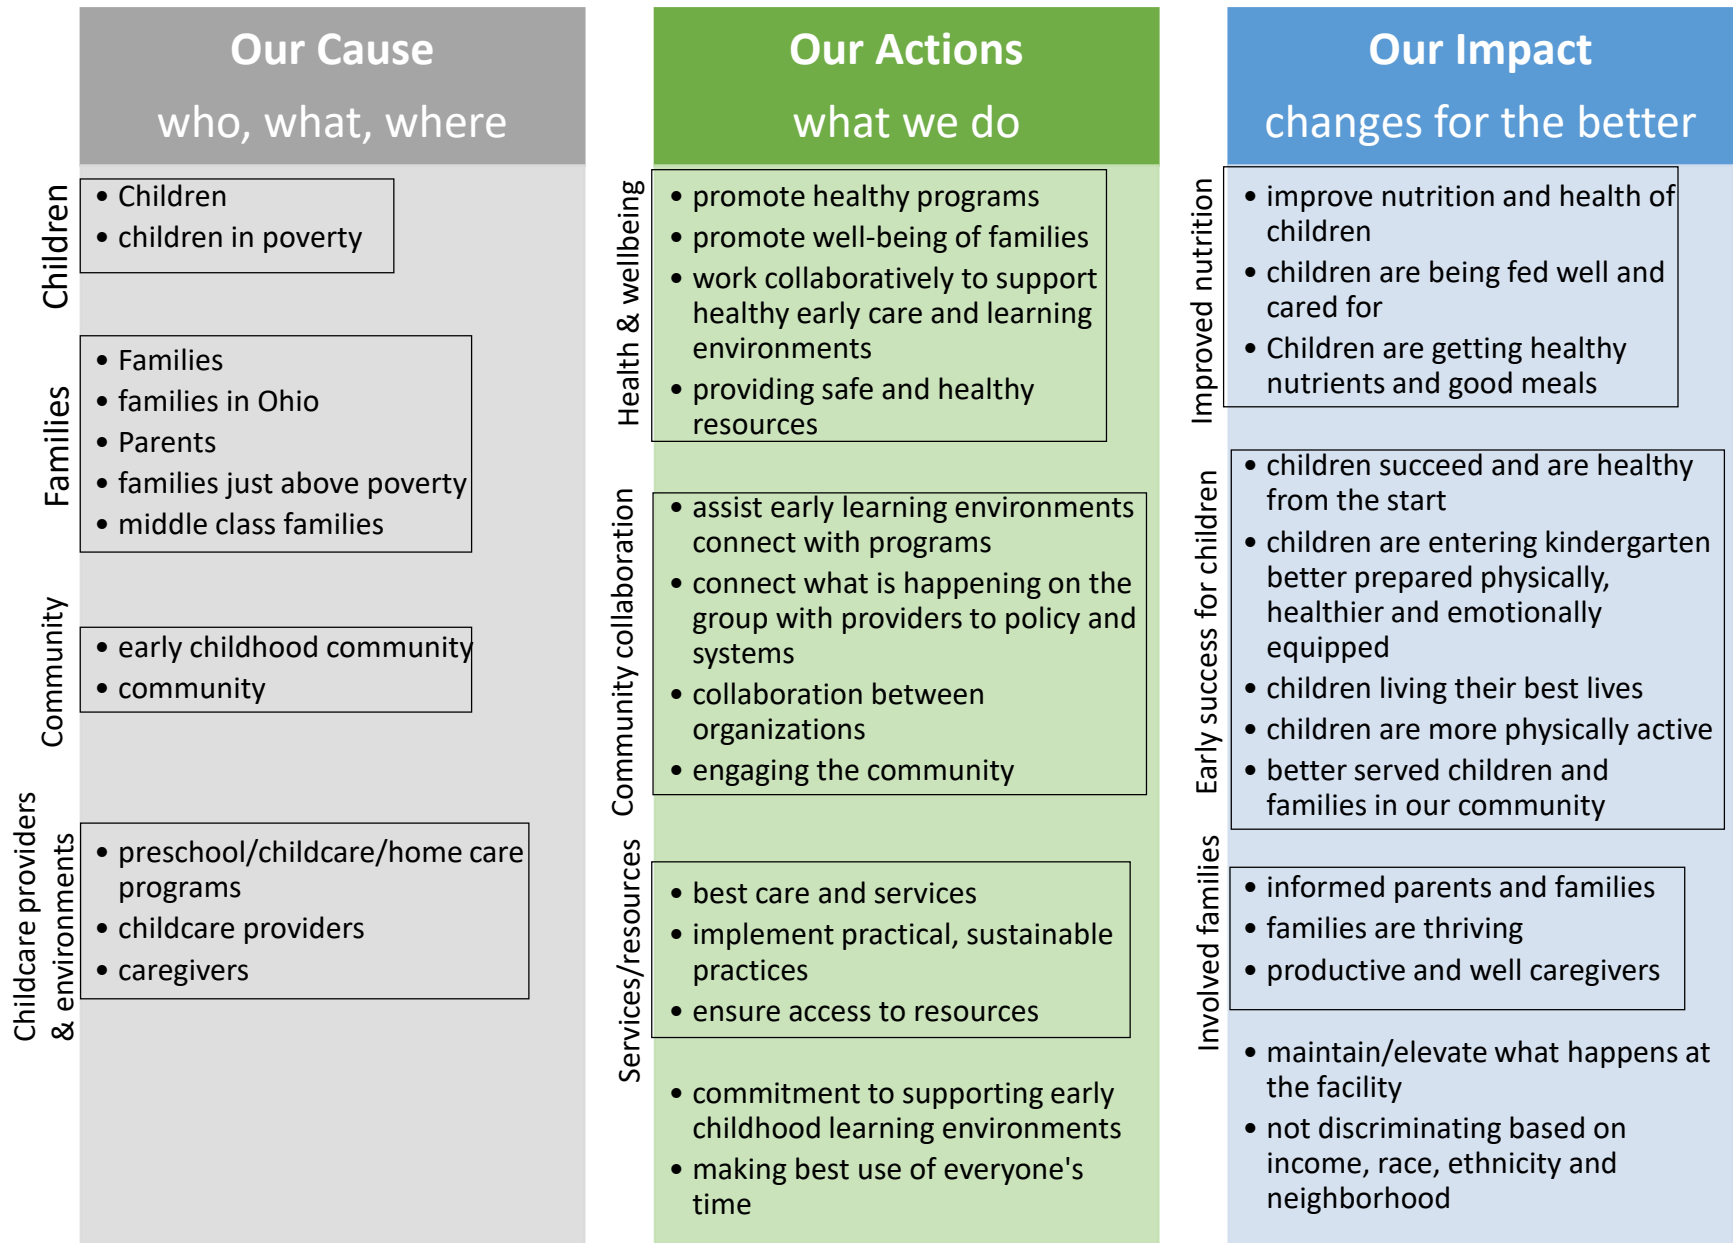 Our Cause
who, what, where
Children
• Children
• children in poverty
Families
• Families
• families in Ohio
• Parents
• families just above poverty
• middle class families
Community
• early childhood community
• community
Childcare providers
& environments
• preschool/childcare/home care
programs
• childcare providers
• caregivers
Our Actions
what we do
Health & wellbeing
• promote healthy programs
• promote well-being of families
• work collaboratively to support
healthy early care and learning
environments
• providing safe and healthy
resources
Community collaboration
• assist early learning environments
connect with programs
• connect what is happening on the
group with providers to policy and
systems
• collaboration between
organizations
• engaging the community
Services/resources
• best care and services
• implement practical, sustainable
practices
• ensure access to resources
• commitment to supporting early
childhood learning environments
• making best use of everyone's
time
Our Impact
changes for the better
Improved nutrition
• improve nutrition and health of
children
• children are being fed well and
cared for
• Children are getting healthy
nutrients and good meals
Early success for children
• children succeed and are healthy
from the start
• children are entering kindergarten
better prepared physically,
healthier and emotionally
equipped
• children living their best lives
• children are more physically active
• better served children and
families in our community
Involved families
• informed parents and families
• families are thriving
• productive and well caregivers
• maintain/elevate what happens at
the facility
• not discriminating based on
income, race, ethnicity and
neighborhood